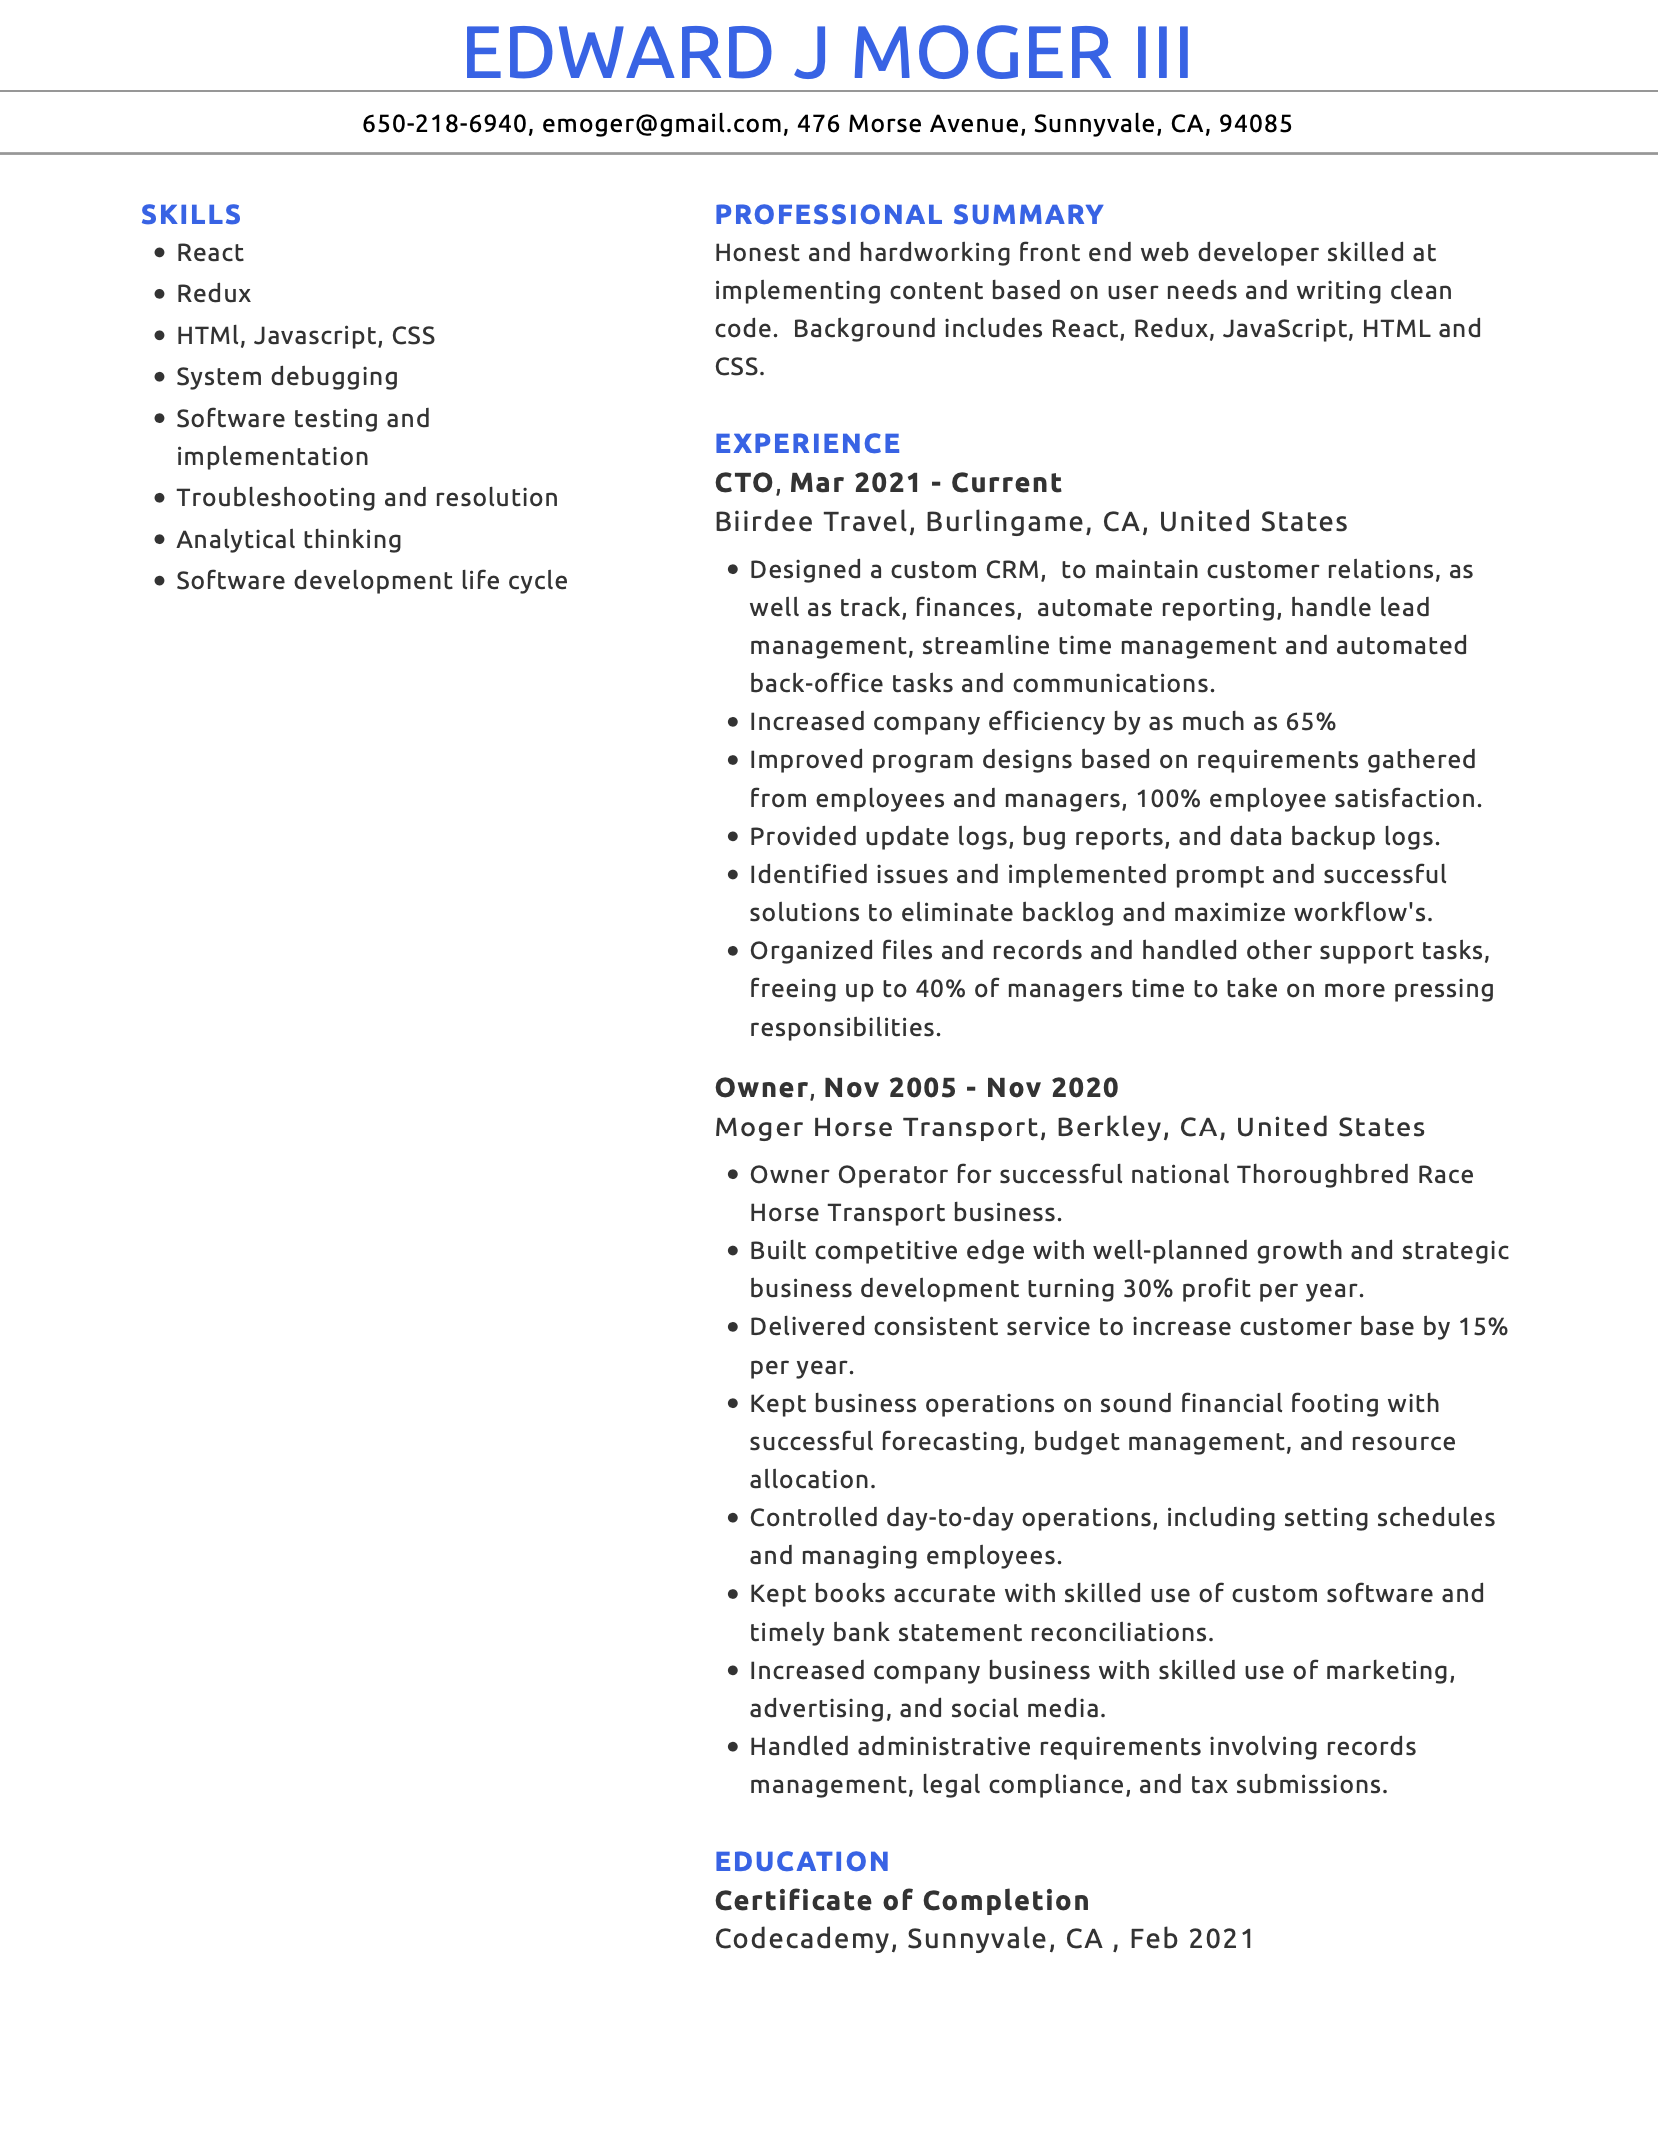 EDWARD J MOGER III
650-218-6940, emoger@gmail.com, 476 Morse Avenue, Sunnyvale, CA, 94085
SKILLS
• React
• Redux
• HTMl, Javascript, CSS
• System debugging
• Software testing and
implementation
• Troubleshooting and resolution
• Analytical thinking
• Software development life cycle
PROFESSIONAL SUMMARY
Honest and hardworking front end web developer skilled at
implementing content based on user needs and writing clean
code.  Background includes React, Redux, JavaScript, HTML and
CSS.
EXPERIENCE
CTO, Mar 2021 - Current
Biirdee Travel, Burlingame, CA, United States
• Designed a custom CRM,  to maintain customer relations, as
well as track, finances,  automate reporting, handle lead
management, streamline time management and automated
back-office tasks and communications.
• Increased company efficiency by as much as 65%
• Improved program designs based on requirements gathered
from employees and managers, 100% employee satisfaction.
• Provided update logs, bug reports, and data backup logs.
• Identified issues and implemented prompt and successful
solutions to eliminate backlog and maximize workflow's.
• Organized files and records and handled other support tasks,
freeing up to 40% of managers time to take on more pressing
responsibilities.
Owner, Nov 2005 - Nov 2020
Moger Horse Transport, Berkley, CA, United States
• Owner Operator for successful national Thoroughbred Race
Horse Transport business.
• Built competitive edge with well-planned growth and strategic
business development turning 30% profit per year.
• Delivered consistent service to increase customer base by 15%
per year.
• Kept business operations on sound financial footing with
successful forecasting, budget management, and resource
allocation.
• Controlled day-to-day operations, including setting schedules
and managing employees.
• Kept books accurate with skilled use of custom software and
timely bank statement reconciliations.
• Increased company business with skilled use of marketing,
advertising, and social media.
• Handled administrative requirements involving records
management, legal compliance, and tax submissions.
EDUCATION
Certificate of Completion
Codecademy, Sunnyvale, CA , Feb 2021